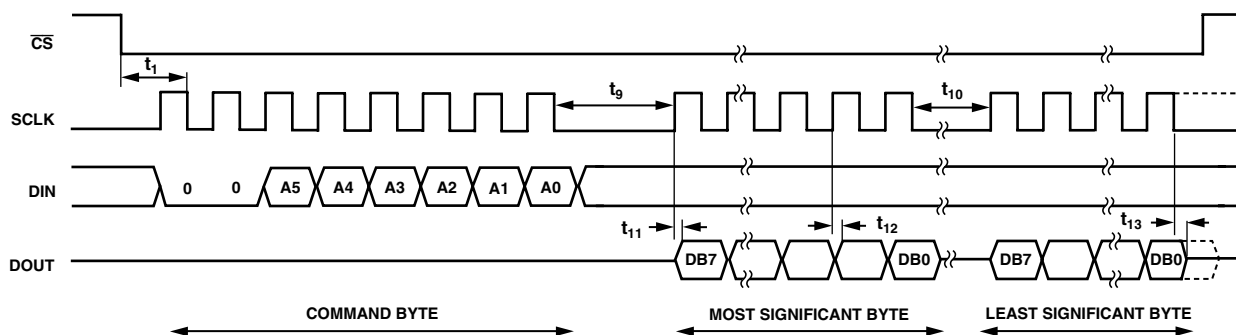 CS
t1
t9
t10
SCLK
DIN
0 0 A5 A4 A3 A2 A1 A0
t11
t12
t13
DOUT
DB7 DB0 DB7 DB0
COMMAND BYTE MOST SIGNIFICANT BYTE LEAST SIGNIFICANT BYTE